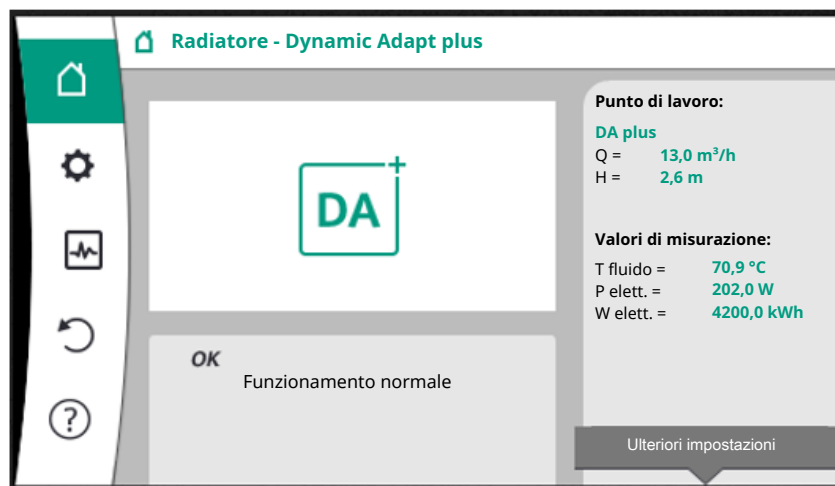 Radiatore - Dynamic Adapt plus
DA+
OK
Funzionamento normale
Punto di lavoro:
DA plus
Q = 13,0 m³/h
H = 2,6 m
Valori di misurazione:
T fluido = 70,9 °C
P elett. = 202,0 W
W elett. = 4200,0 kWh
Ulteriori impostazioni
?